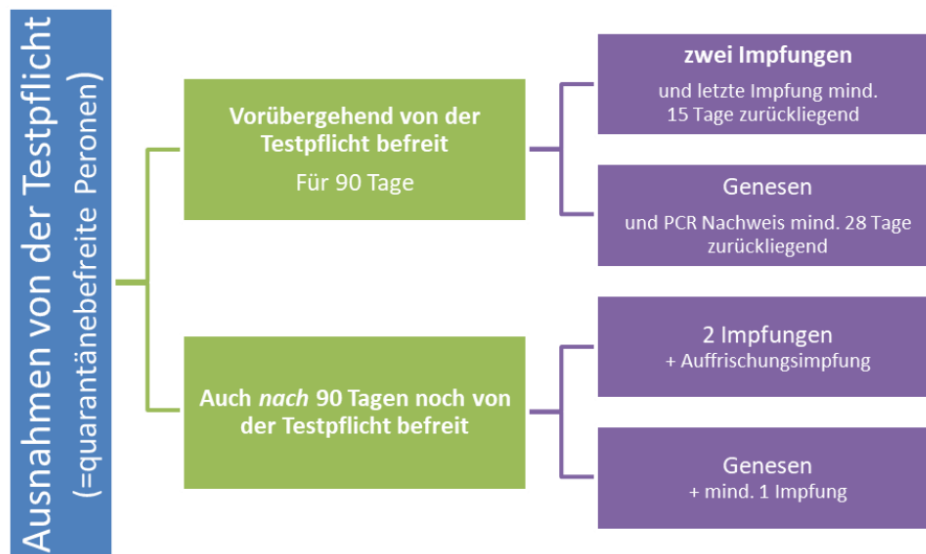 Ausnahmen von der Testpflicht
(=quarantänebefreite Peronen)
Vorübergehend von der
Testpflicht befreit
Für 90 Tage
zwei Impfungen
und letzte Impfung mind.
15 Tage zurückliegend
Genesen
und PCR Nachweis mind. 28 Tage
zurückliegend
Auch nach 90 Tagen noch von
der Testpflicht befreit
2 Impfungen
+ Auffrischungsimpfung
Genesen
+ mind. 1 Impfung